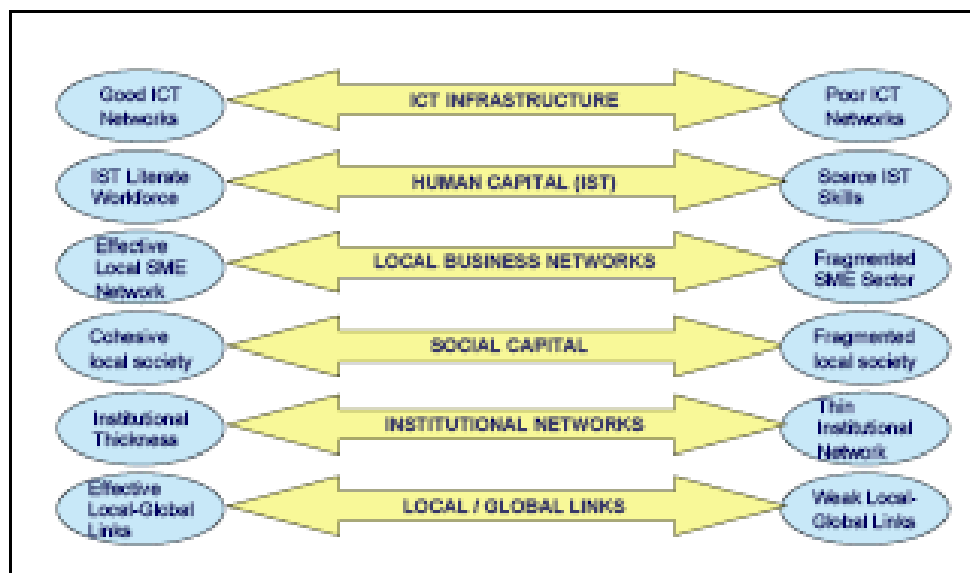 Good ICT
Networks
ICT INFRASTRUCTURE
Poor ICT
Networks
IST Literate
Workforce
HUMAN CAPITAL (IST)
Scarce IST
Skills
Effective
Local SME
Network
LOCAL BUSINESS NETWORKS
Fragmented
SME Sector
Cohesive
local society
SOCIAL CAPITAL
Fragmented
local society
Institutional
Thickness
INSTITUTIONAL NETWORKS
Thin
Institutional
Network
Effective
Local-Global
Links
LOCAL / GLOBAL LINKS
Weak Local-
Global Links